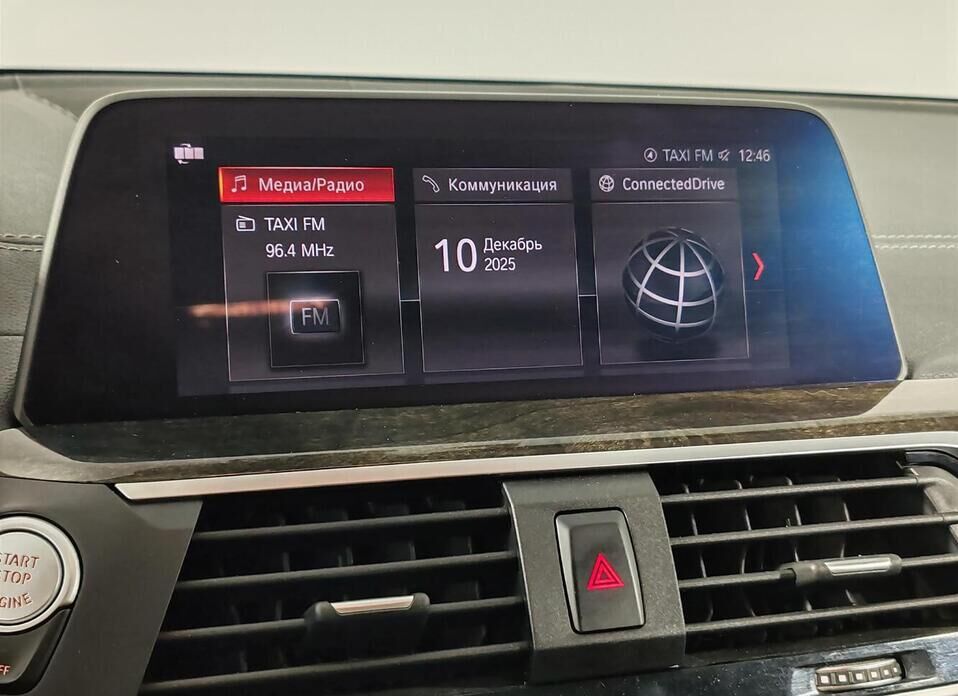 TAXI FM 12:46
Медиа/Радио
Коммуникация
ConnectedDrive
TAXI FM
96.4 MHz
FM
10 Декабрь
2025
START
STOP
ENGINE
OFF